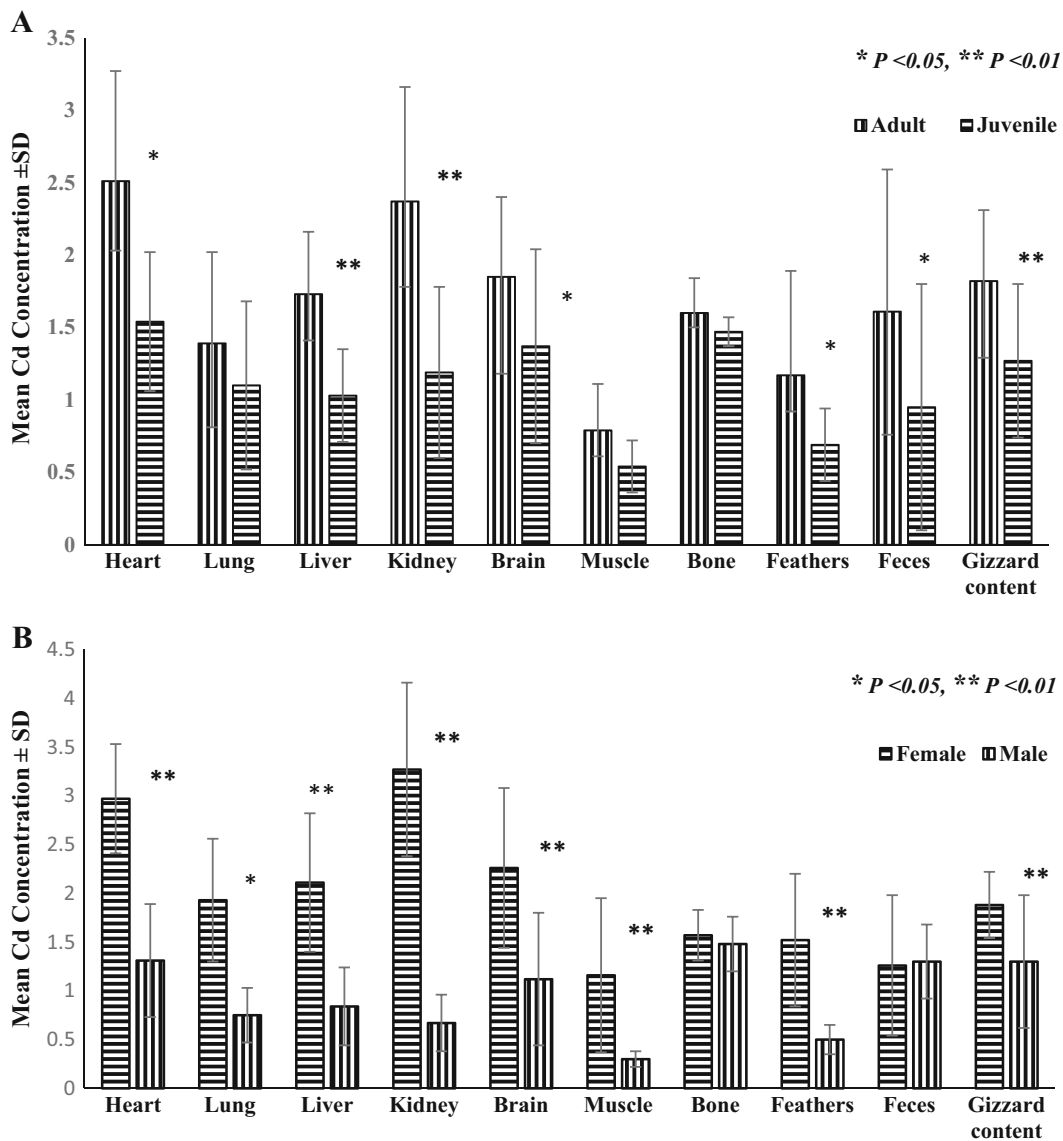 A
3.5
3
2.5
2
1.5
1
0.5
0
Mean Cd Concentration ±SD
* P <0.05, ** P <0.01
Adult Juvenile
* ** ** * * * **
Heart Lung Liver Kidney Brain Muscle Bone Feathers Feces Gizzard content
B
4.5
4
3.5
3
2.5
2
1.5
1
0.5
0
Mean Cd Concentration ± SD
* P <0.05, ** P <0.01
Female Male
** * ** ** ** ** ** **
Heart Lung Liver Kidney Brain Muscle Bone Feathers Feces Gizzard content